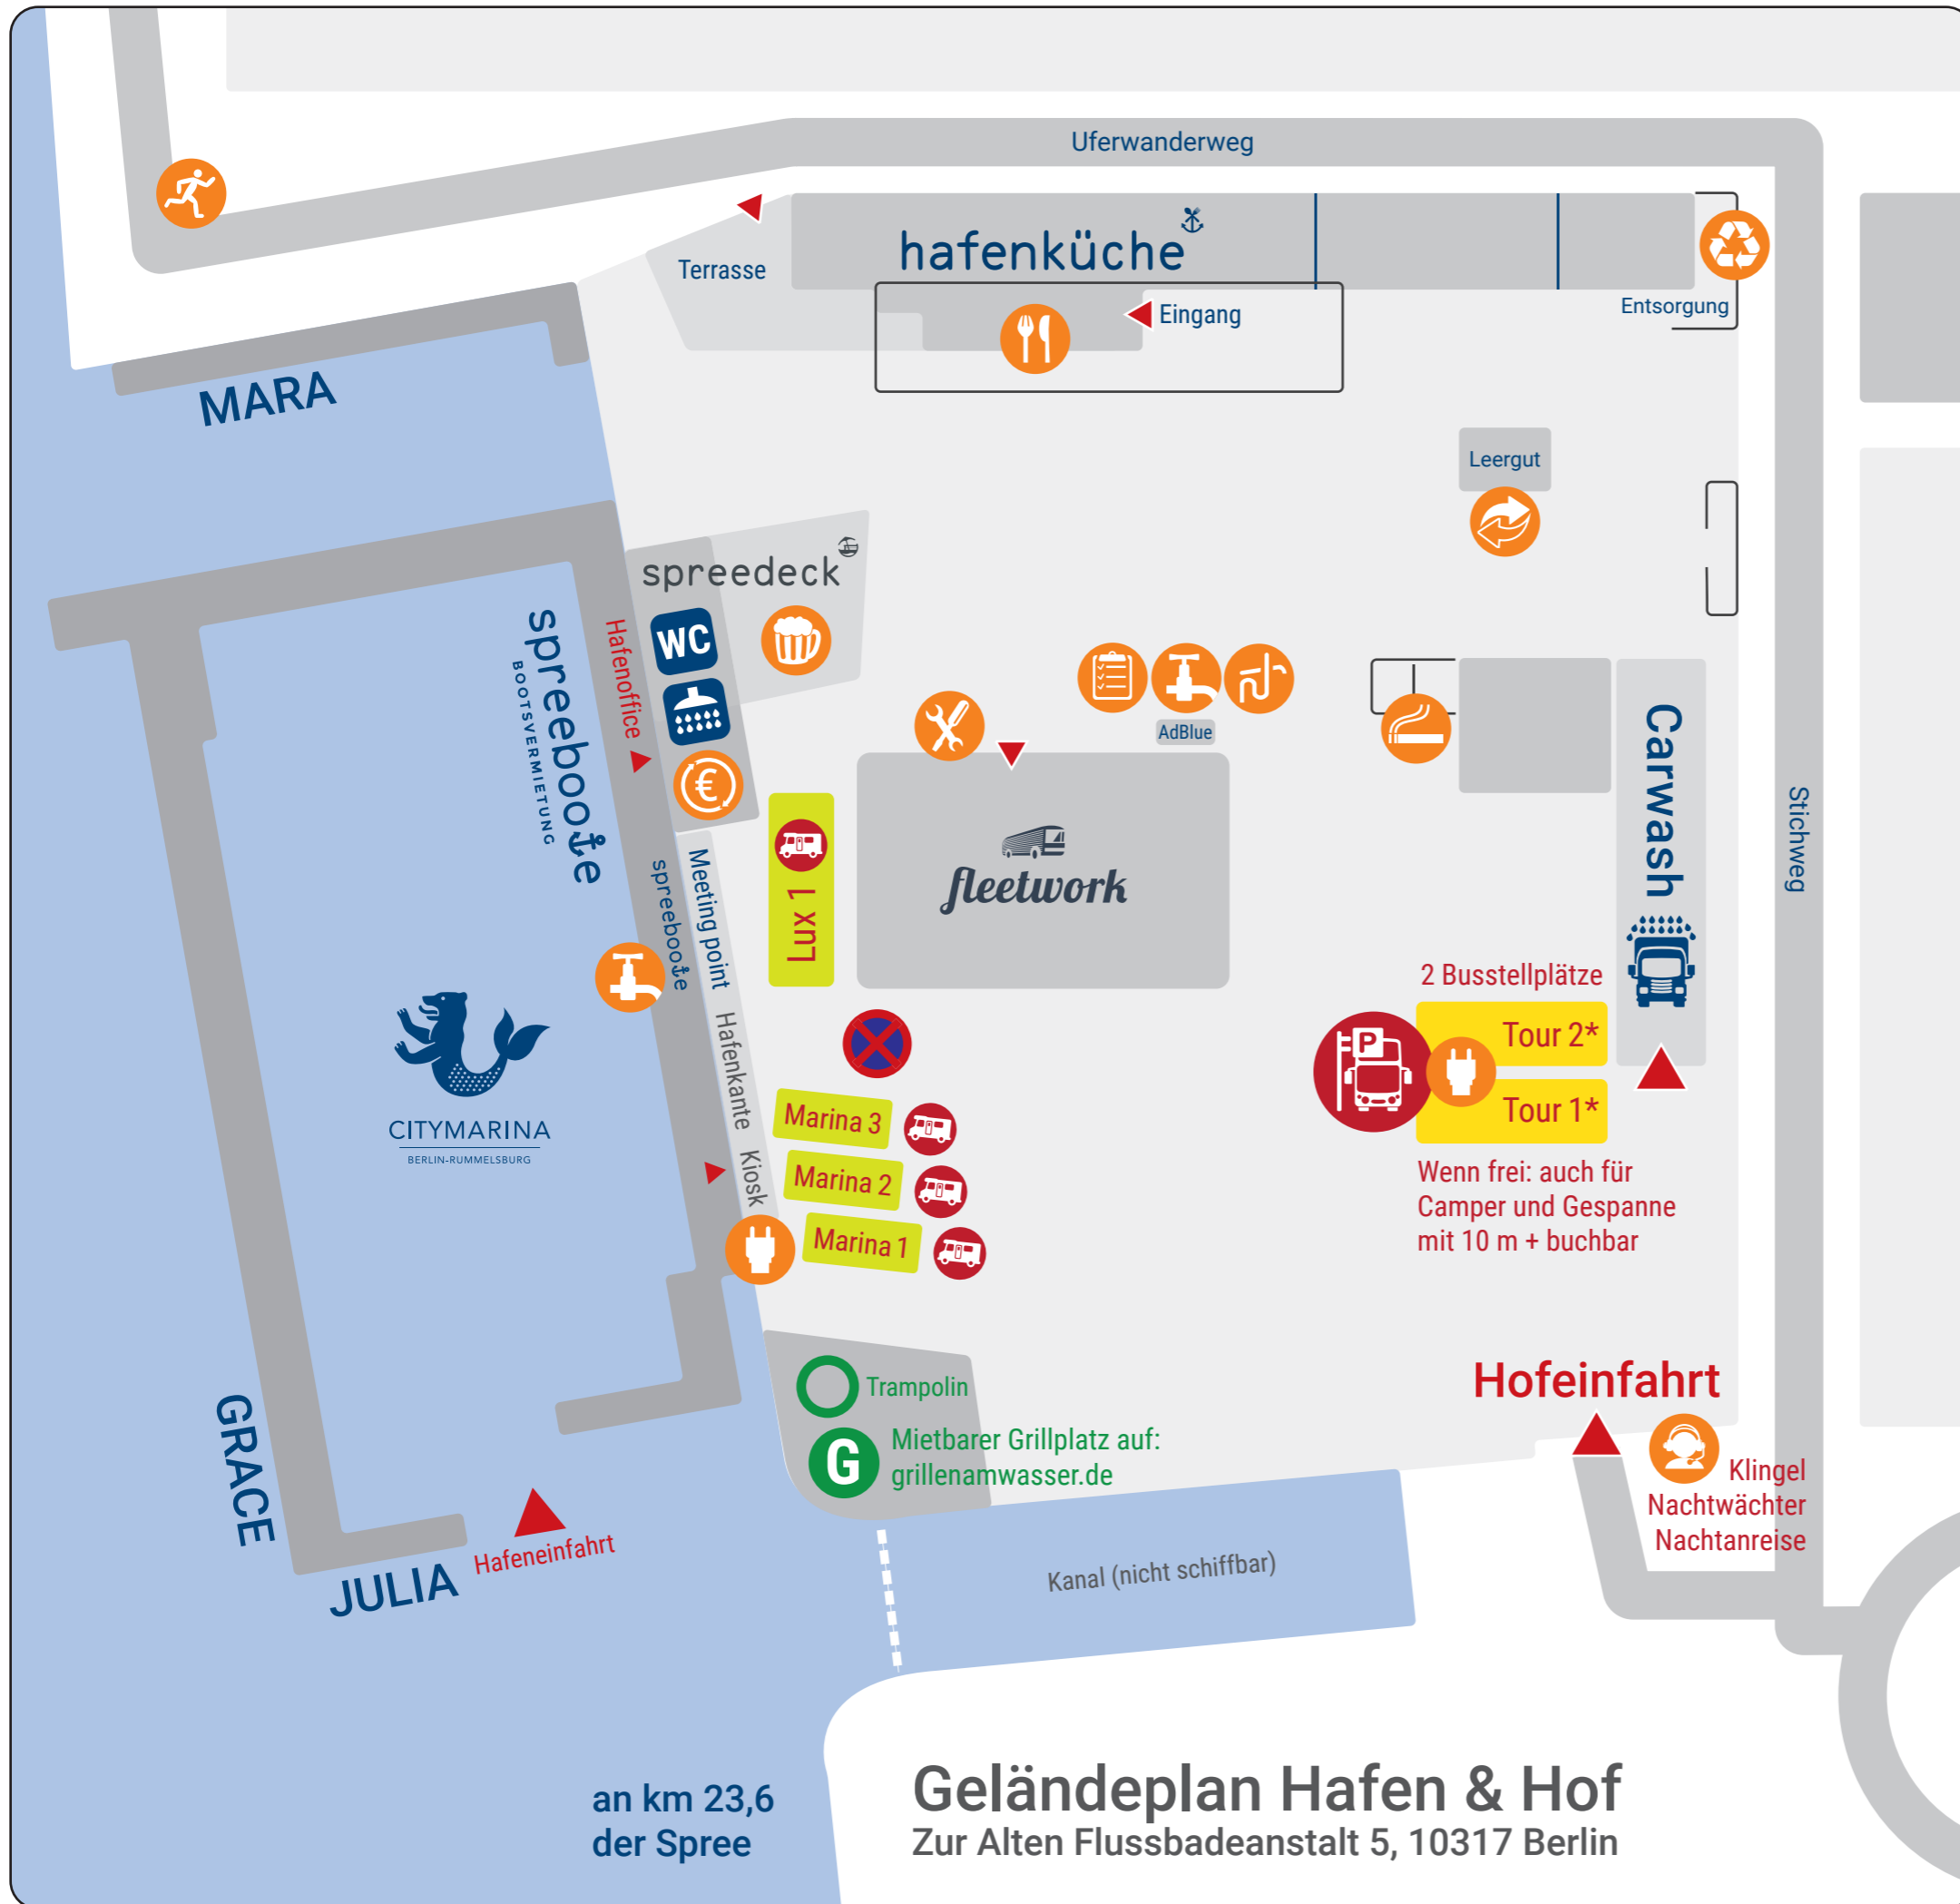 Uferwanderweg
hafenküche
Terrasse
Eingang
Entsorgung
MARA
Leergut
spreedeck
WC
Hafenoffice
spreeboote
BOOTSVERMIETUNG
€
AdBlue
Carwash
Stichweg
Lux 1
fleetwork
Meeting point
spreeboote
2 Busstellplätze
P
Tour 2*
Tour 1*
Wenn frei: auch für
Camper und Gespanne
mit 10 m + buchbar
Hafenkante
Kiosk
CITYMARINA
BERLIN-RUMMELSBURG
Marina 3
Marina 2
Marina 1
Trampolin
G
Mietbarer Grillplatz auf:
grillenamwasser.de
Hofeinfahrt
Klingel
Nachtwächter
Nachtanreise
GRACE
JULIA
Hafeneinfahrt
Kanal (nicht schiffbar)
an km 23,6
der Spree
Geländeplan Hafen & Hof
Zur Alten Flussbadeanstalt 5, 10317 Berlin